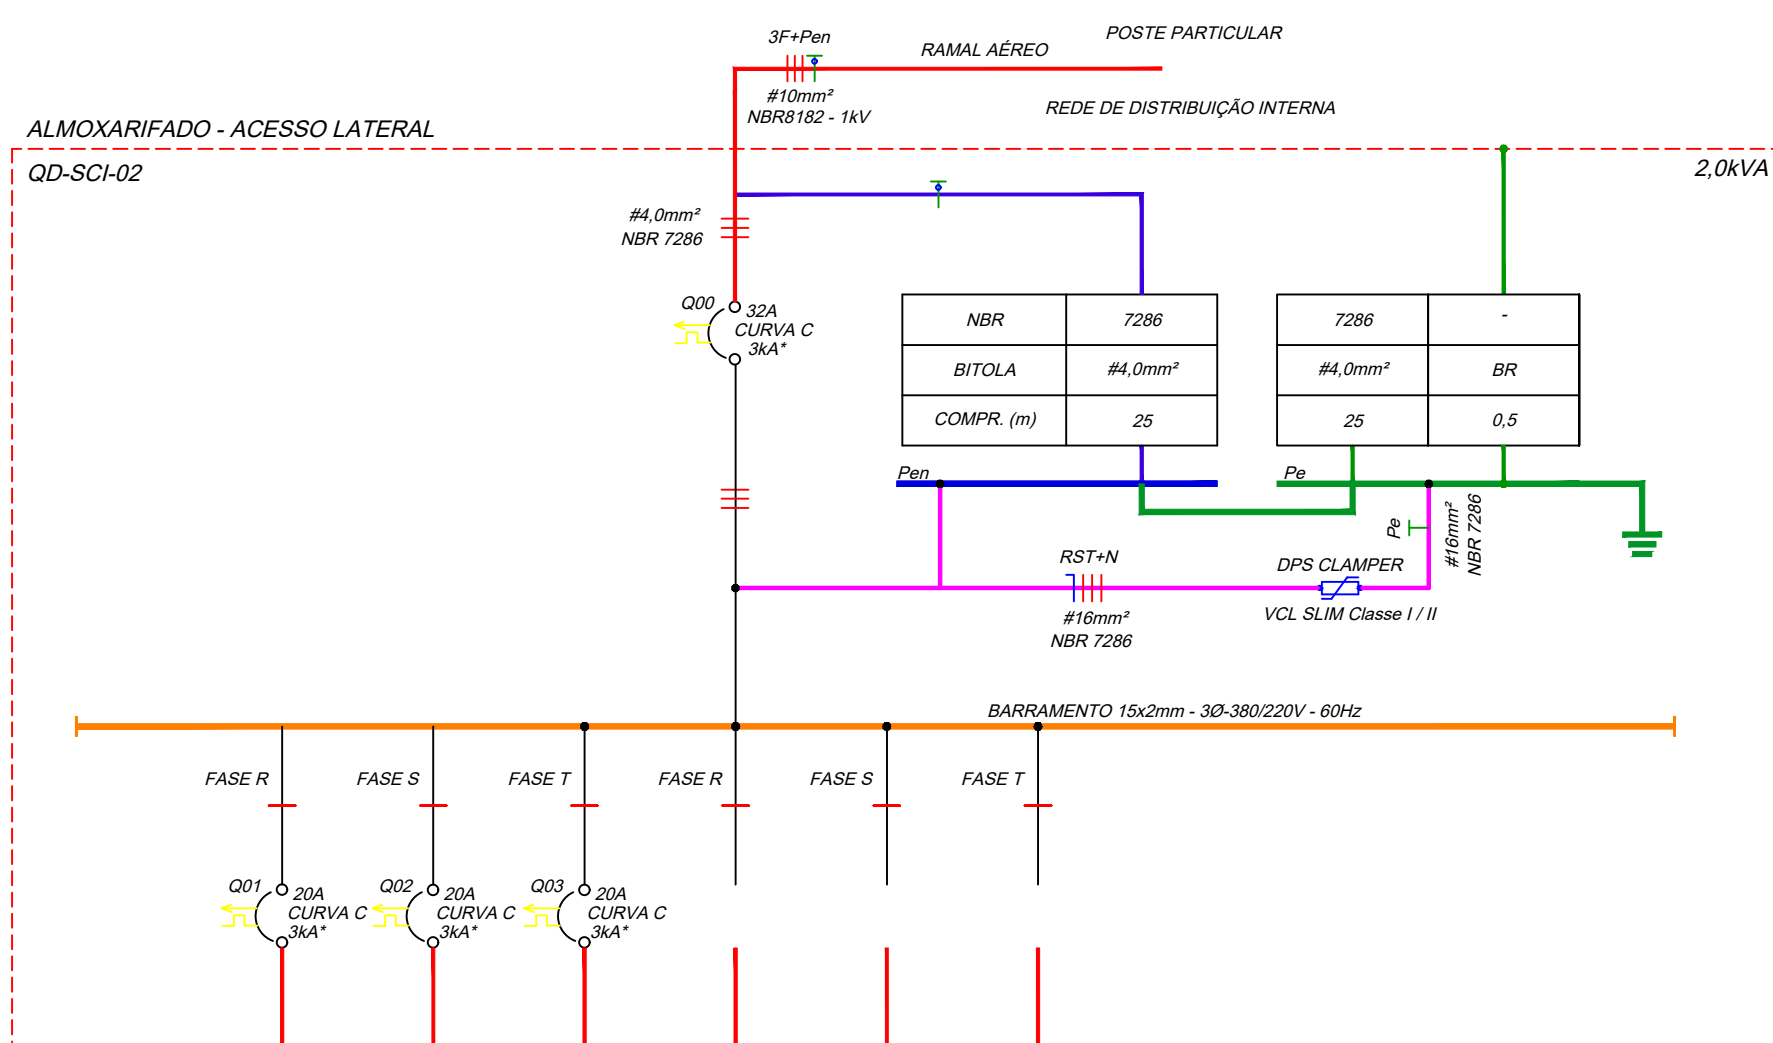 POSTE PARTICULAR
3F+Pen
RAMAL AÉREO
#10mm²
NBR8182 - 1kV
REDE DE DISTRIBUIÇÃO INTERNA
ALMOXARIFADO - ACESSO LATERAL
QD-SCI-02
2,0kVA
#4,0mm²
NBR 7286
Q00
32A
CURVA C
3kA*
NBR 7286
BITOLA #4,0mm²
COMPR. (m) 25
7286 -
#4,0mm² BR
25 0,5
Pen
Pe
Pe
#16mm²
NBR 7286
RST+N
#16mm²
NBR 7286
DPS CLAMPER
VCL SLIM Classe I / II
BARRAMENTO 15x2mm - 3Ø-380/220V - 60Hz
FASE R
FASE S
FASE T
FASE R
FASE S
FASE T
Q01
20A
CURVA C
3kA*
Q02
20A
CURVA C
3kA*
Q03
20A
CURVA C
3kA*